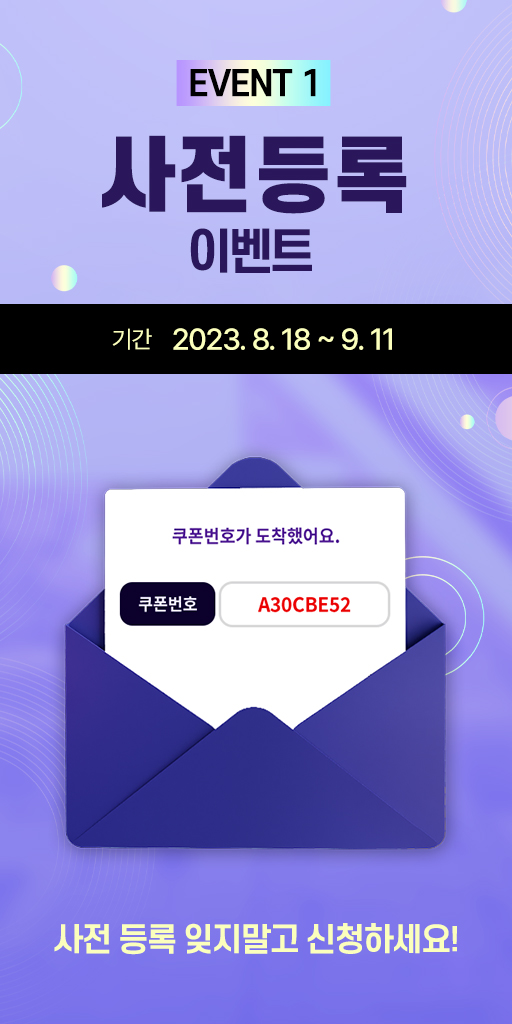 EVENT 1
사전등록
이벤트
기간 2023. 8. 18 ~ 9. 11
쿠폰번호가 도착했어요.
쿠폰번호 A30CBE52
사전 등록 잊지말고 신청하세요!